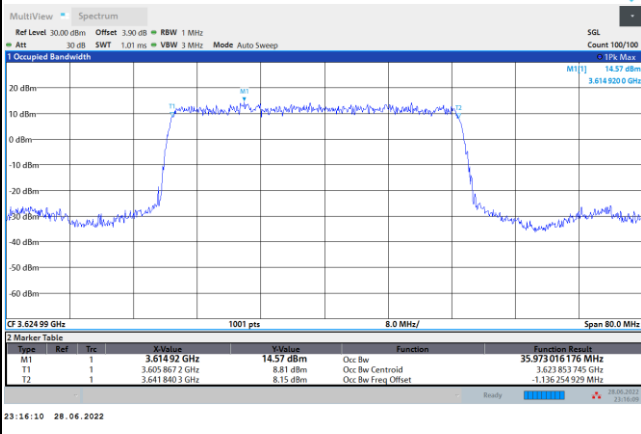 MultiView Spectrum
Ref Level 30.00 dBm Offset 3.90 dB RBW 1 MHz SGL
Att 30 dB SWT 1.01 ms VBW 3 MHz Mode Auto Sweep Count 100/100
1 Occupied Bandwidth 1Pk Max
M1[1] 14.57 dBm
3.614 920 0 GHz
20 dBm
M1
T1 T2
10 dBm
0 dBm
-10 dBm
-20 dBm
-30 dBm
-40 dBm
-50 dBm
-60 dBm
CF 3.624 99 GHz 1001 pts 8.0 MHz/ Span 80.0 MHz
2 Marker Table
Type Ref Trc X-Value Y-Value Function Function Result
M1 1 3.614 92 GHz 14.57 dBm Occ Bw 35.973 016 176 MHz
T1 1 3.605 867 2 GHz 8.81 dBm Occ Bw Centroid 3.623 853 745 GHz
T2 1 3.641 840 3 GHz 8.15 dBm Occ Bw Freq Offset -1.136 254 929 MHz
Ready 28.06.2022
23:16:09
23:16:10 28.06.2022